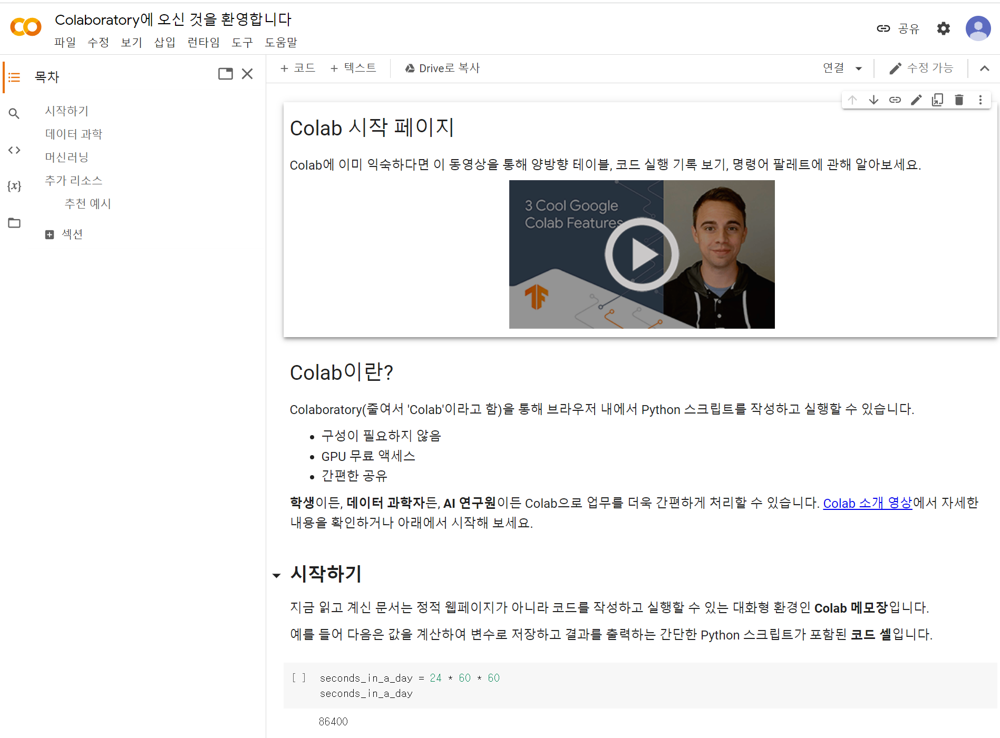 Colaboratory에 오신 것을 환영합니다
파일 수정 보기 삽입 런타임 도구 도움말
공유
목차
시작하기
데이터 과학
머신러닝
추가 리소스
추천 예시
섹션
+ 코드 + 텍스트 Drive로 복사
연결 수정 가능
Colab 시작 페이지
Colab에 이미 익숙하다면 이 동영상을 통해 양방향 테이블, 코드 실행 기록 보기, 명령어 팔레트에 관해 알아보세요.
3 Cool Google
Colab Features
Colab이란?
Colaboratory(줄여서 'Colab'이라고 함)을 통해 브라우저 내에서 Python 스크립트를 작성하고 실행할 수 있습니다.
• 구성이 필요하지 않음
• GPU 무료 액세스
• 간편한 공유
학생이든, 데이터 과학자든, AI 연구원이든 Colab으로 업무를 더욱 간편하게 처리할 수 있습니다. Colab 소개 영상에서 자세한
내용을 확인하거나 아래에서 시작해 보세요.
시작하기
지금 읽고 계신 문서는 정적 웹페이지가 아니라 코드를 작성하고 실행할 수 있는 대화형 환경인 Colab 메모장입니다.
예를 들어 다음은 값을 계산하여 변수로 저장하고 결과를 출력하는 간단한 Python 스크립트가 포함된 코드 셀입니다.
[ ] seconds_in_a_day = 24 * 60 * 60
seconds_in_a_day
86400